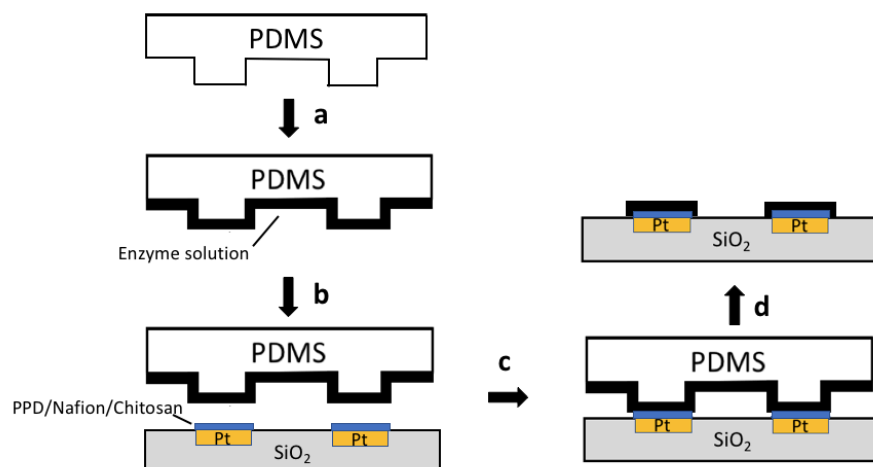 PDMS
a
PDMS
Enzyme solution
b
PDMS
PPD/Nafion/Chitosan
Pt
Pt
SiO₂
c
PDMS
Pt
Pt
SiO₂
d
Pt
Pt
SiO₂